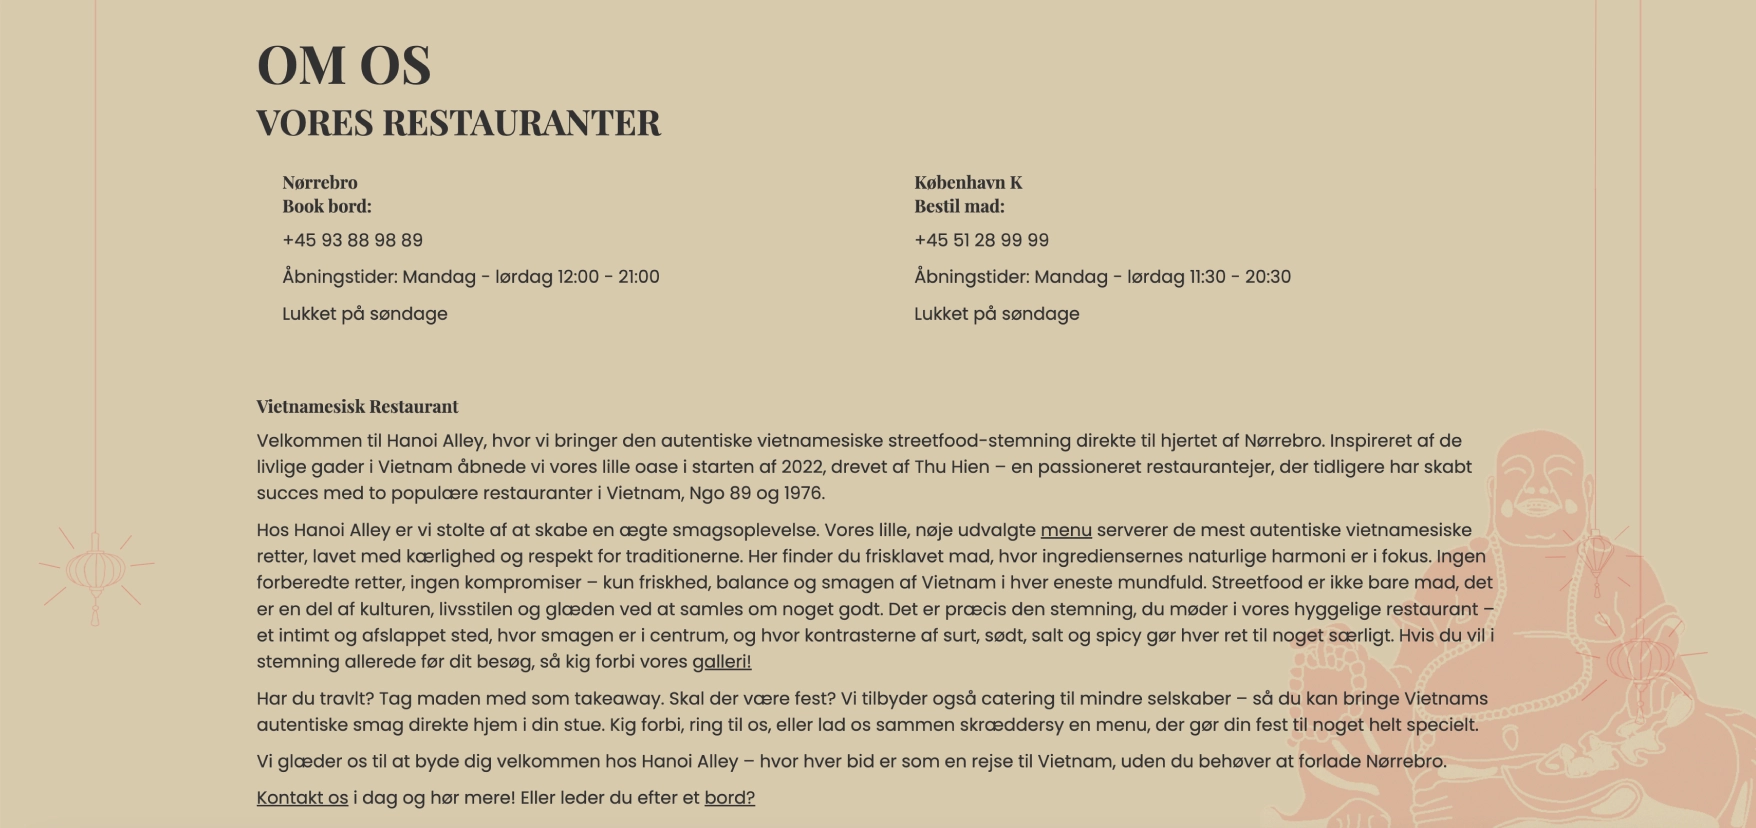 OM OS
VORES RESTAURANTER
Nørrebro
Book bord:
+45 93 88 98 89
Åbningstider: Mandag - lørdag 12:00 - 21:00
Lukket på søndage
København K
Bestil mad:
+45 51 28 99 99
Åbningstider: Mandag - lørdag 11:30 - 20:30
Lukket på søndage
Vietnamesisk Restaurant
Velkommen til Hanoi Alley, hvor vi bringer den autentiske vietnamesiske streetfood-stemning direkte til hjertet af Nørrebro. Inspireret af de
livlige gader i Vietnam åbnede vi vores lille oase i starten af 2022, drevet af Thu Hien – en passioneret restaurantejer, der tidligere har skabt
succes med to populære restauranter i Vietnam, Ngo 89 og 1976.
Hos Hanoi Alley er vi stolte af at skabe en ægte smagsoplevelse. Vores lille, nøje udvalgte menu serverer de mest autentiske vietnamesiske
retter, lavet med kærlighed og respekt for traditionerne. Her finder du frisklavet mad, hvor ingrediensernes naturlige harmoni er i fokus. Ingen
forberedte retter, ingen kompromiser – kun friskhed, balance og smagen af Vietnam i hver eneste mundfuld. Streetfood er ikke bare mad, det
er en del af kulturen, livsstilen og glæden ved at samles om noget godt. Det er præcis den stemning, du møder i vores hyggelige restaurant –
et intimt og afslappet sted, hvor smagen er i centrum, og hvor kontrasterne af surt, sødt, salt og spicy gør hver ret til noget særligt. Hvis du vil i
stemning allerede før dit besøg, så kig forbi vores galleri!
Har du travlt? Tag maden med som takeaway. Skal der være fest? Vi tilbyder også catering til mindre selskaber – så du kan bringe Vietnams
autentiske smag direkte hjem i din stue. Kig forbi, ring til os, eller lad os sammen skræddersy en menu, der gør din fest til noget helt specielt.
Vi glæder os til at byde dig velkommen hos Hanoi Alley – hvor hver bid er som en rejse til Vietnam, uden du behøver at forlade Nørrebro.
Kontakt os i dag og hør mere! Eller leder du efter et bord?